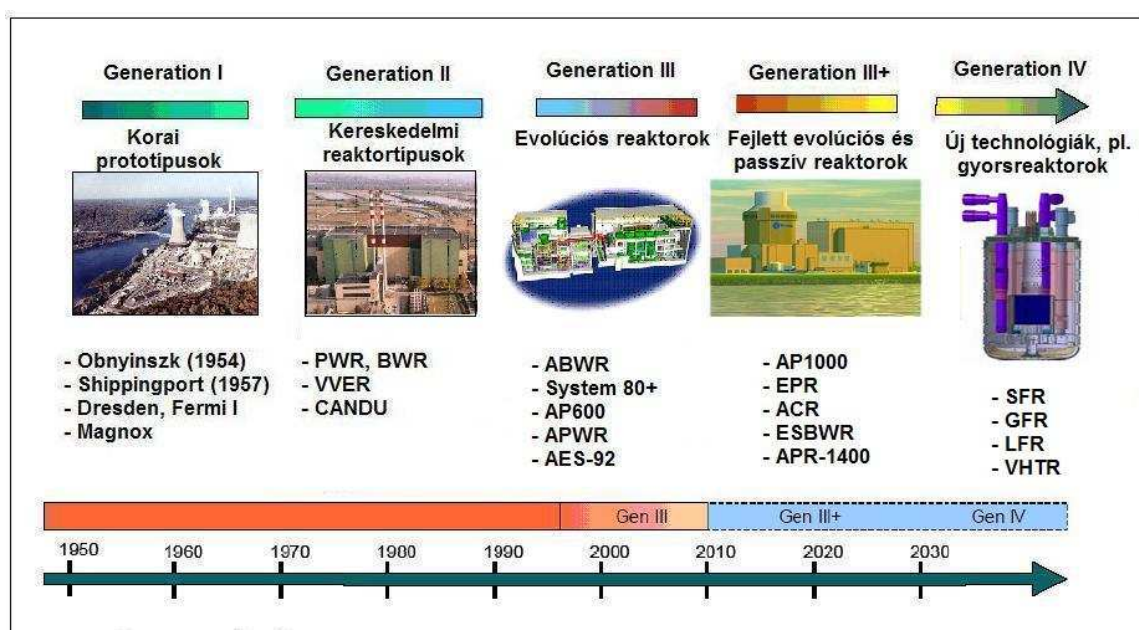 Generation I
Korai
prototípusok
- Obnyinszk (1954)
- Shippingport (1957)
- Dresden, Fermi I
- Magnox
Generation II
Kereskedelmi
reaktortípusok
- PWR, BWR
- VVER
- CANDU
Generation III
Evolúciós reaktorok
- ABWR
- System 80+
- AP600
- APWR
- AES-92
Generation III+
Fejlett evolúciós és
passzív reaktorok
- AP1000
- EPR
- ACR
- ESBWR
- APR-1400
Generation IV
Új technológiák, pl.
gyorsreaktorok
- SFR
- GFR
- LFR
- VHTR
Gen III
Gen III+
Gen IV
1950
1960
1970
1980
1990
2000
2010
2020
2030